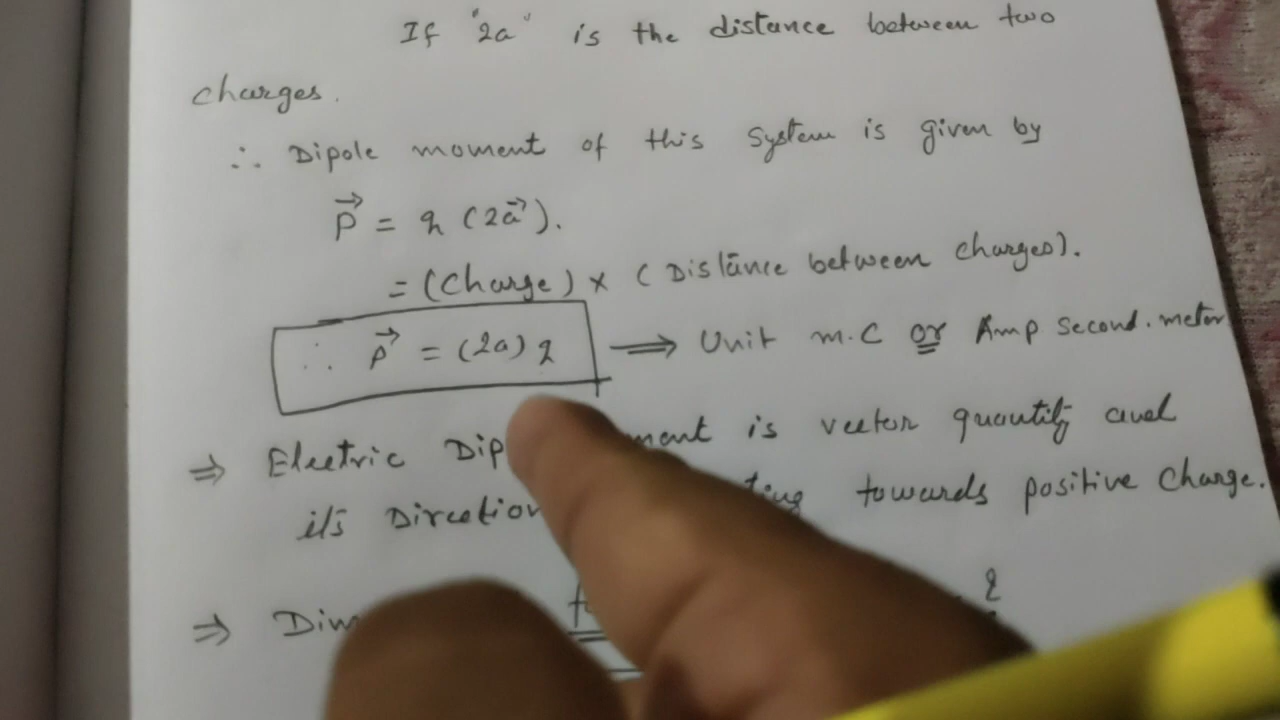 If "2a" is the distance between two
charges.
∴ Dipole moment of this System is given by
P⃗ = q (2a⃗).
= (Charge) × (Distance between charges).
∴ P⃗ = (2a) q ⟹ Unit m.C or Amp second.meter
⇒ Electric Dip ment is vector quantity and
its Direction ting towards positive charge.
⇒ Dim